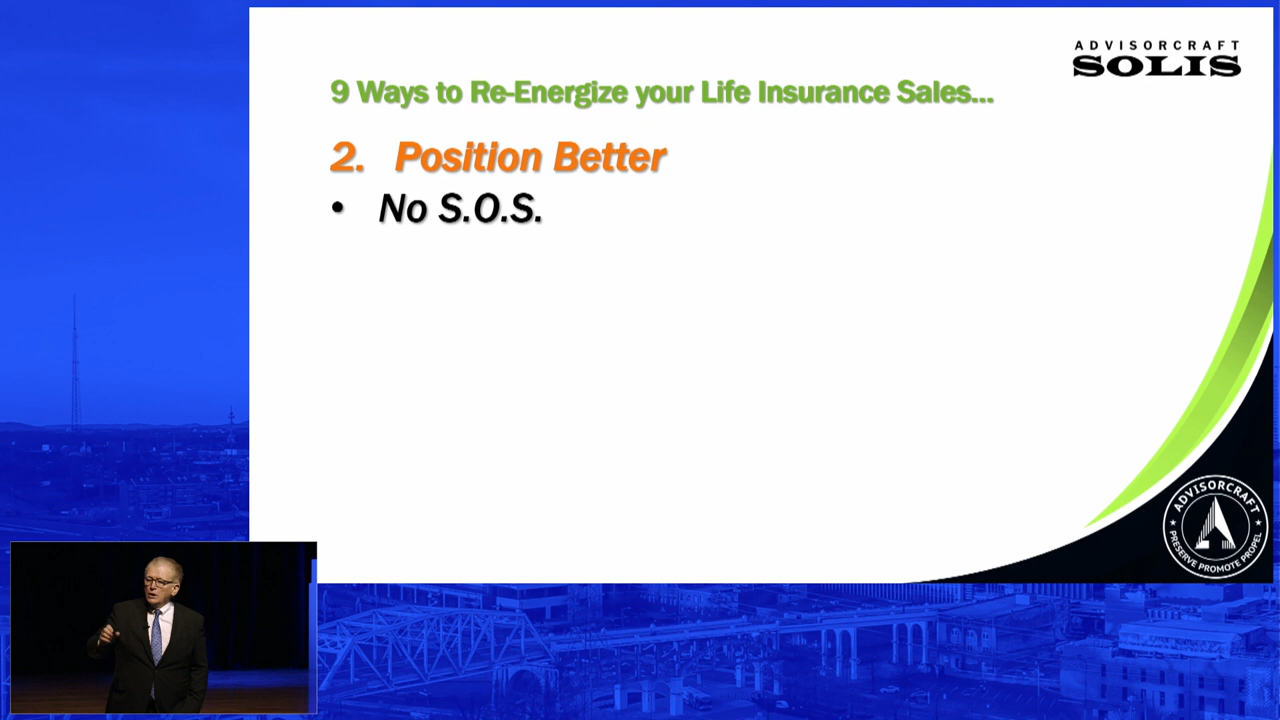 ADVISORCRAFT
SOLIS
9 Ways to Re-Energize your Life Insurance Sales...
2. Position Better
• No S.O.S.
ADVISORCRAFT
PRESERVE PROMOTE PROPEL